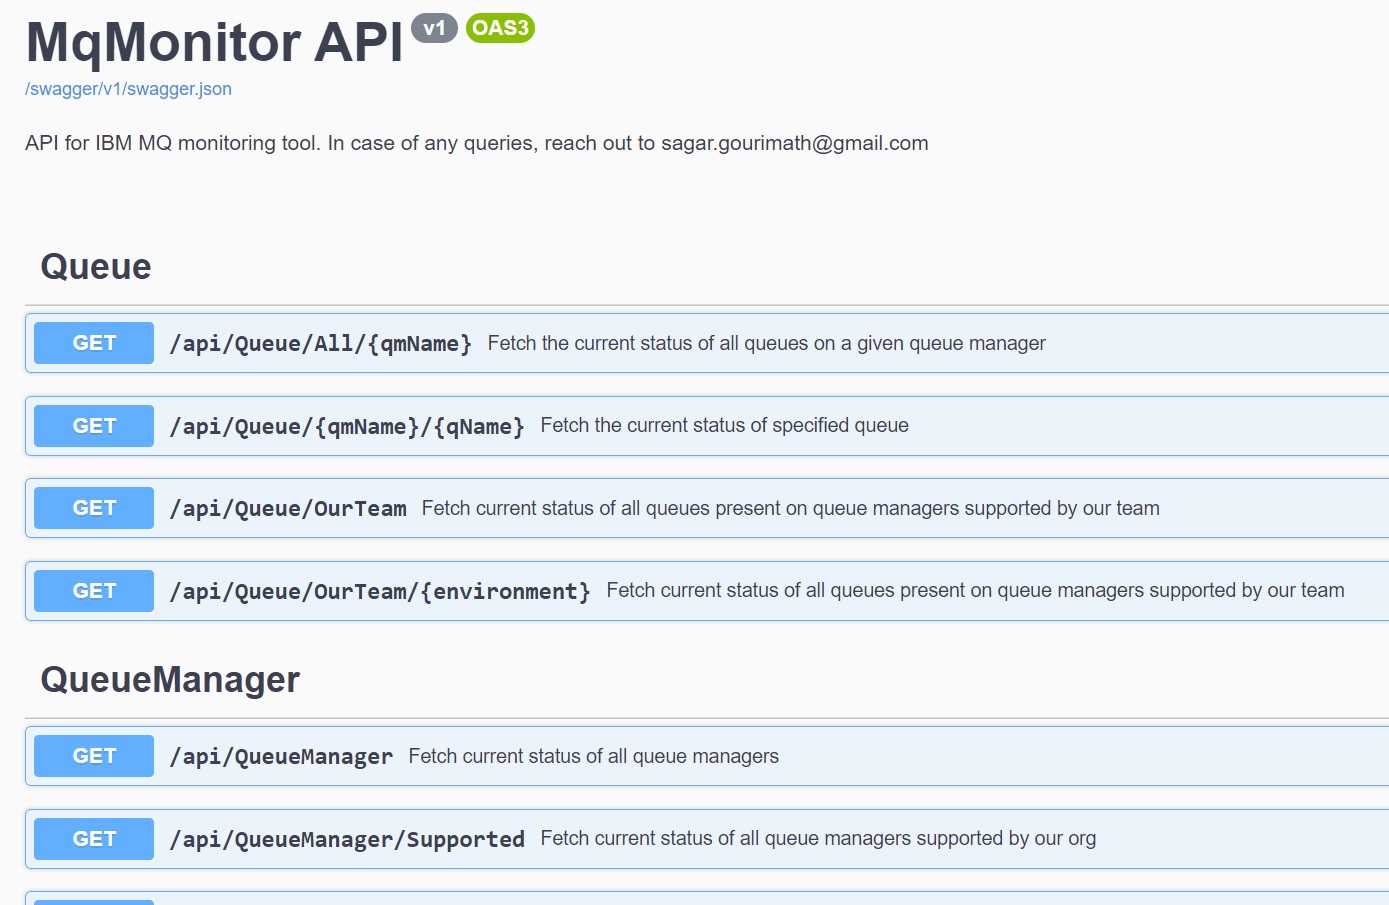 MqMonitor API v1 OAS3
/swagger/v1/swagger.json
API for IBM MQ monitoring tool. In case of any queries, reach out to sagar.gourimath@gmail.com
Queue
GET /api/Queue/All/{qmName} Fetch the current status of all queues on a given queue manager
GET /api/Queue/{qmName}/{qName} Fetch the current status of specified queue
GET /api/Queue/OurTeam Fetch current status of all queues present on queue managers supported by our team
GET /api/Queue/OurTeam/{environment} Fetch current status of all queues present on queue managers supported by our team
QueueManager
GET /api/QueueManager Fetch current status of all queue managers
GET /api/QueueManager/Supported Fetch current status of all queue managers supported by our org